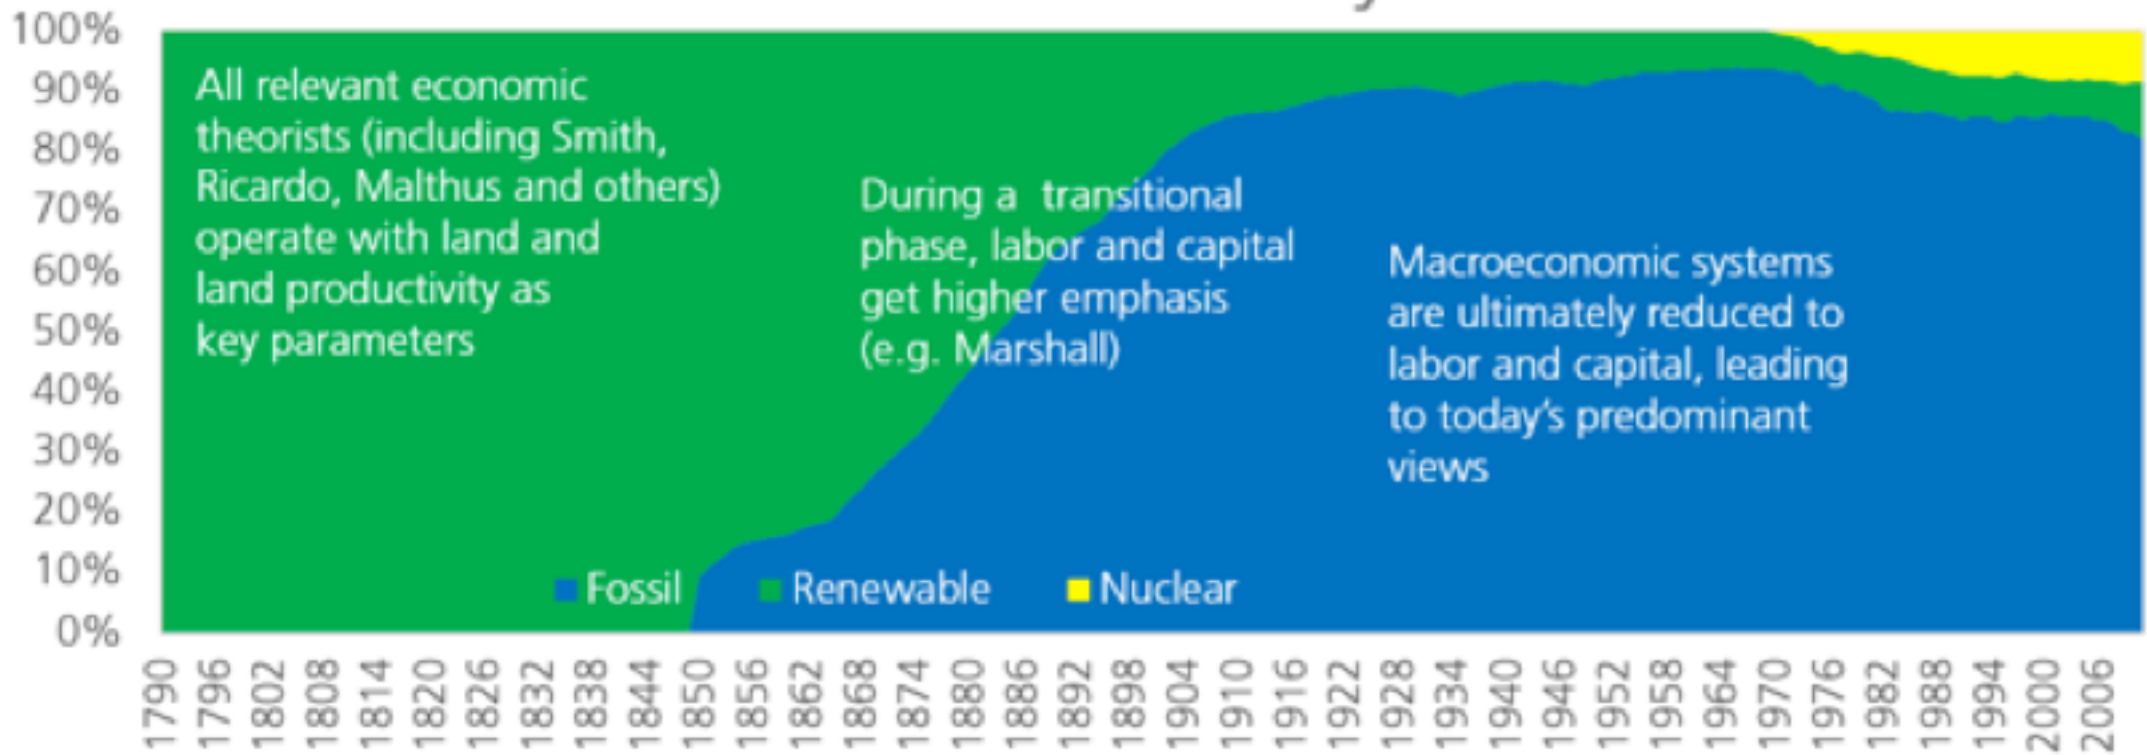 100%
90%
80%
70%
60%
50%
40%
30%
20%
10%
0%
All relevant economic
theorists (including Smith,
Ricardo, Malthus and others)
operate with land and
land productivity as
key parameters
During a transitional
phase, labor and capital
get higher emphasis
(e.g. Marshall)
Macroeconomic systems
are ultimately reduced to
labor and capital, leading
to today's predominant
views
Fossil Renewable Nuclear
1790 1796 1802 1808 1814 1820 1826 1832 1838 1844 1850 1856 1862 1868 1874 1880 1886 1892 1898 1904 1910 1916 1922 1928 1934 1940 1946 1952 1958 1964 1970 1976 1982 1988 1994 2000 2006